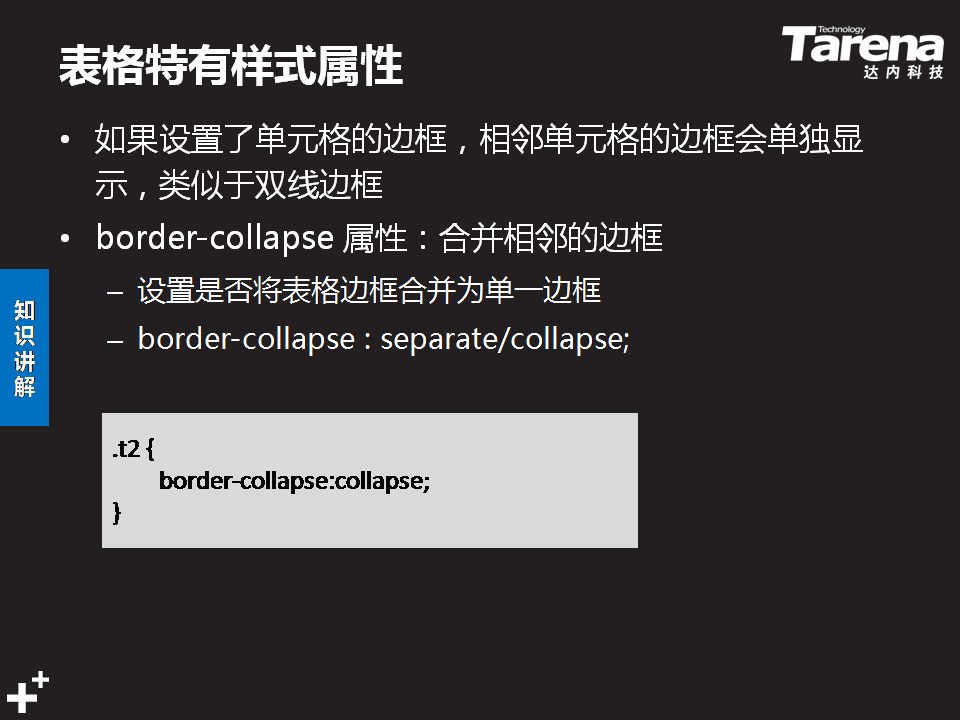 Technology
Tarena
达内科技
表格特有样式属性
• 如果设置了单元格的边框，相邻单元格的边框会单独显
示，类似于双线边框
• border-collapse 属性：合并相邻的边框
– 设置是否将表格边框合并为单一边框
– border-collapse : separate/collapse;
知识讲解
.t2 {
border-collapse:collapse;
}